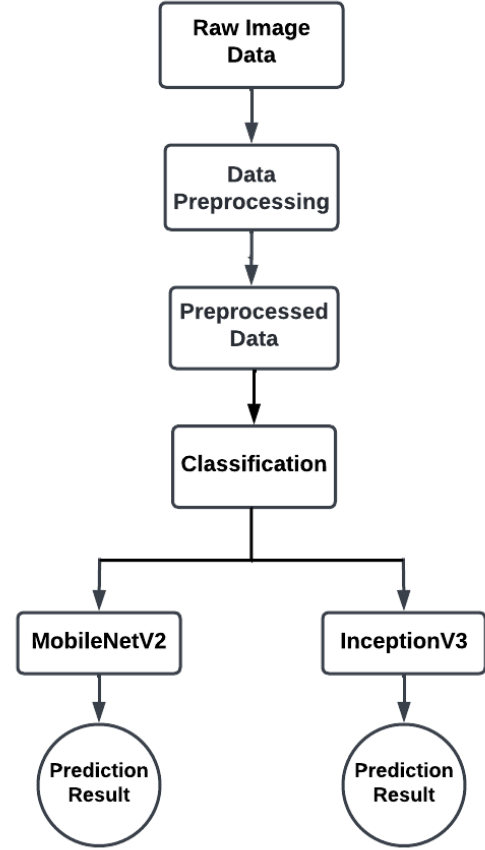 Raw Image
Data
Data
Preprocessing
Preprocessed
Data
Classification
MobileNetV2
InceptionV3
Prediction
Result
Prediction
Result